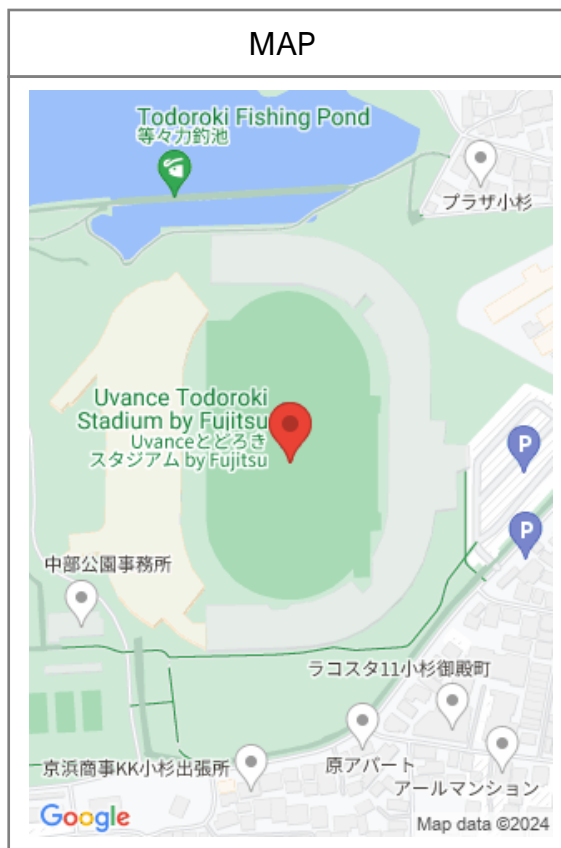 MAP
Todoroki Fishing Pond
等々力釣池
プラザ小杉
Uvance Todoroki
Stadium by Fujitsu
Uvanceとどろき
スタジアム by Fujitsu
P
P
中部公園事務所
ラコスタ11小杉御殿町
京浜商事KK小杉出張所
原アパート
アールマンション
Google
Map data ©2024